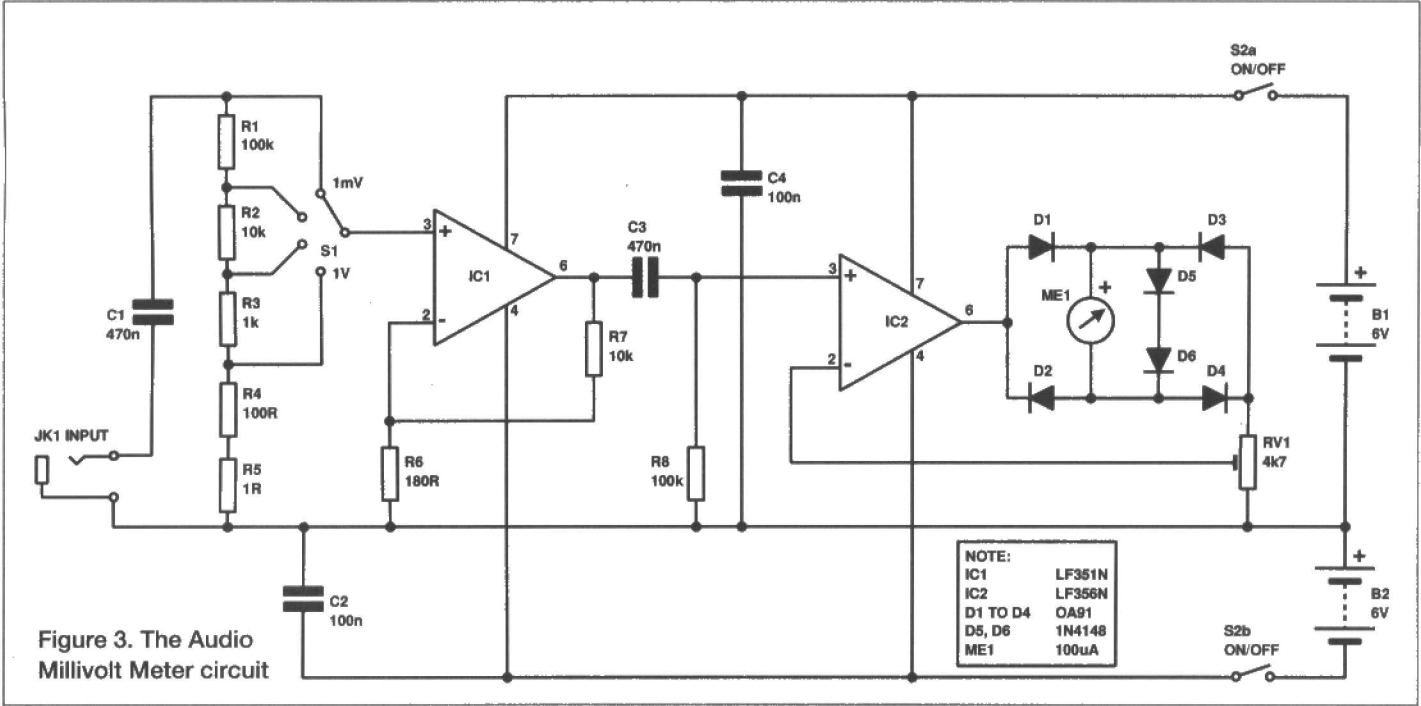 S2a
ON/OFF
R1
100k
1mV
R2
10k
S1
1V
R3
1k
C1
470n
R4
100R
JK1 INPUT
R5
1R
3
+
7
IC1
6
2
-
4
C3
470n
R7
10k
R6
180R
R8
100k
C4
100n
3
+
7
IC2
6
2
-
4
D1
D3
+
ME1
D5
D6
D2
D4
RV1
4k7
+
B1
6V
+
B2
6V
C2
100n
S2b
ON/OFF
NOTE:
IC1 LF351N
IC2 LF356N
D1 TO D4 OA91
D5, D6 1N4148
ME1 100uA
Figure 3. The Audio
Millivolt Meter circuit